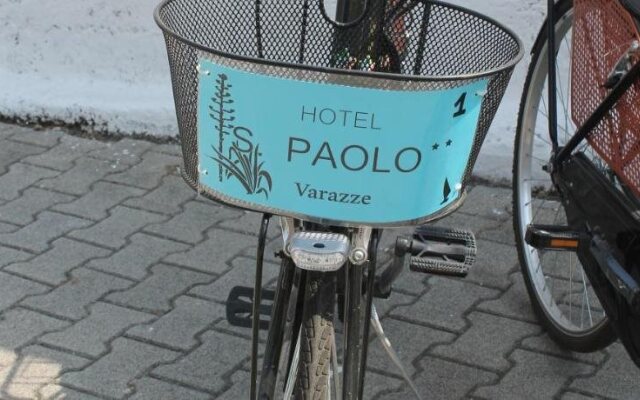 HOTEL
1
S PAOLO **
Varazze